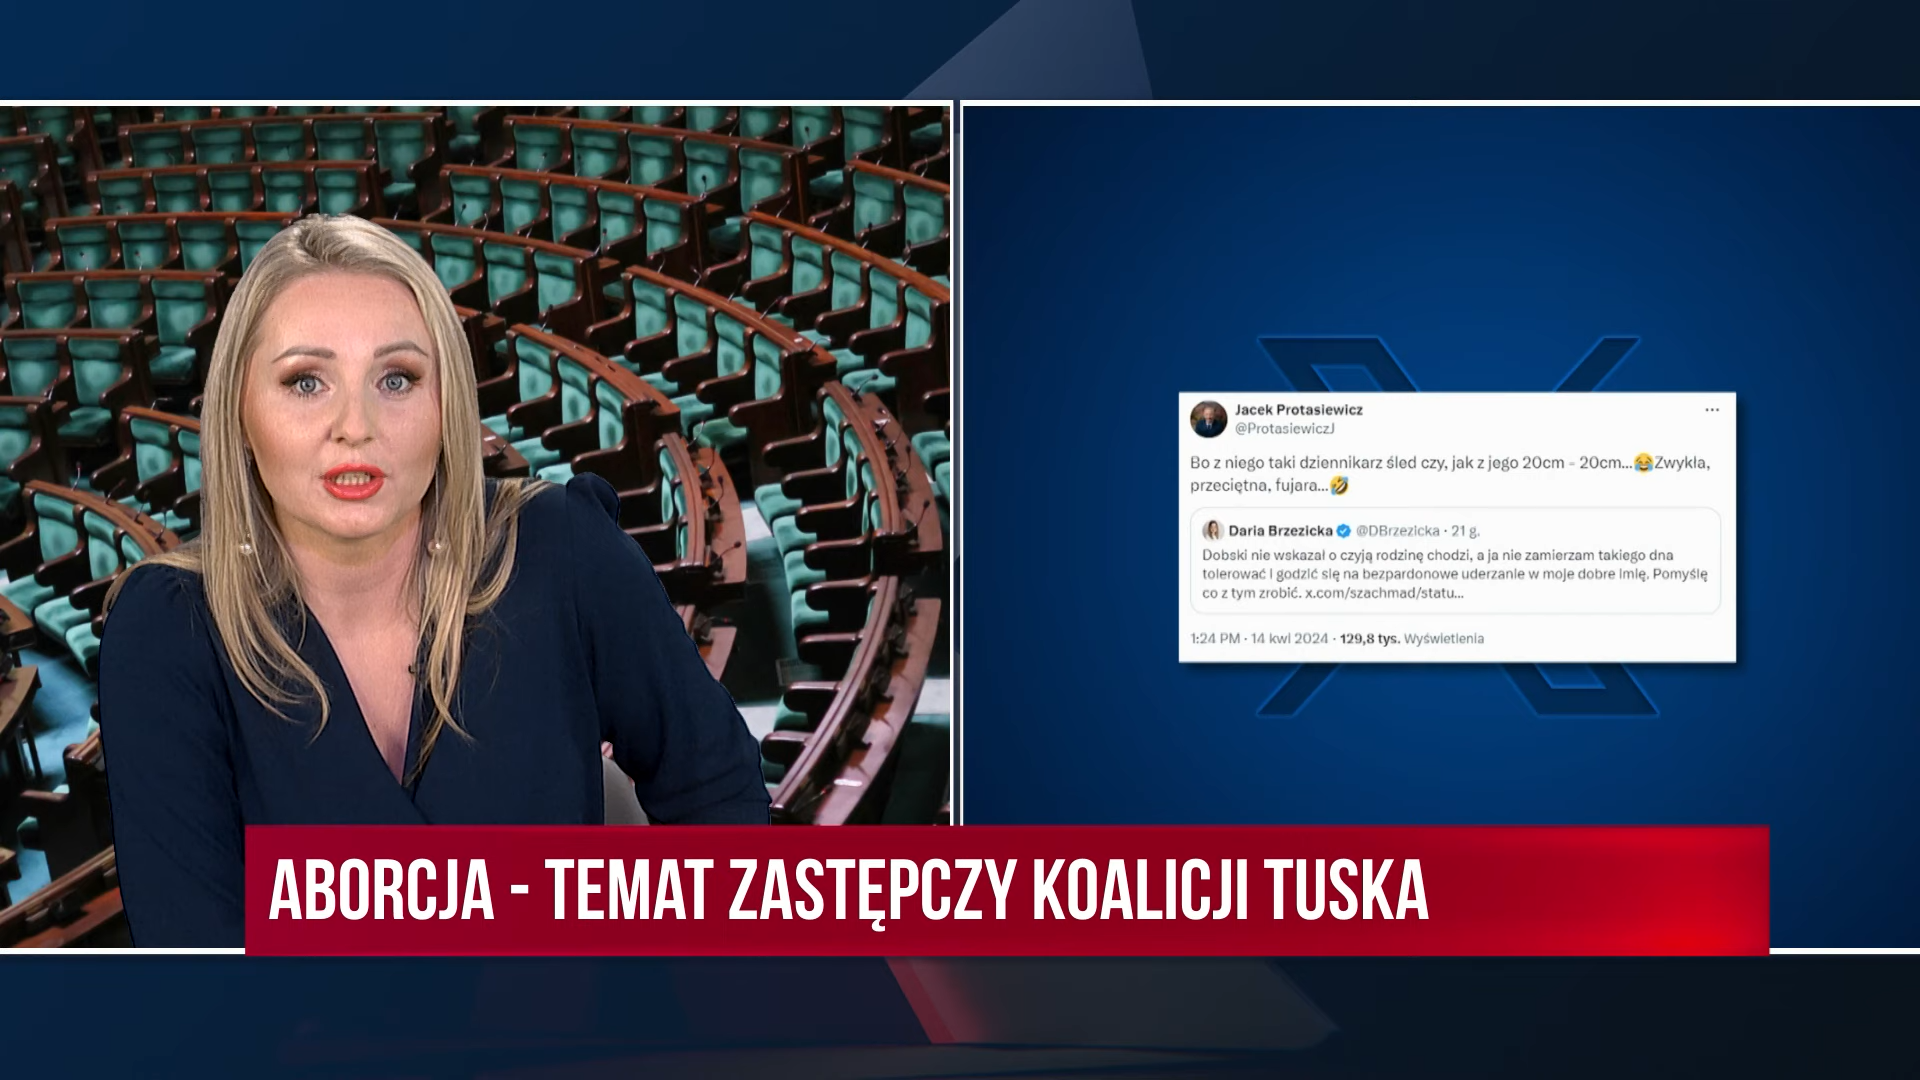 Jacek Protasiewicz
@ProtasiewiczJ
Bo z niego taki dziennikarz śled czy, jak z jego 20cm - 20cm...😂Zwykła,
przeciętna, fujara...🤣
Daria Brzezicka @DBrzezicka · 21 g.
Dobski nie wskazał o czyją rodzinę chodzi, a ja nie zamierzam takiego dna
tolerować i godzić się na bezpardonowe uderzanie w moje dobre imię. Pomyślę
co z tym zrobić. x.com/szachmad/statu...
1:24 PM · 14 kwi 2024 · 129,8 tys. Wyświetlenia
ABORCJA - TEMAT ZASTĘPCZY KOALICJI TUSKA